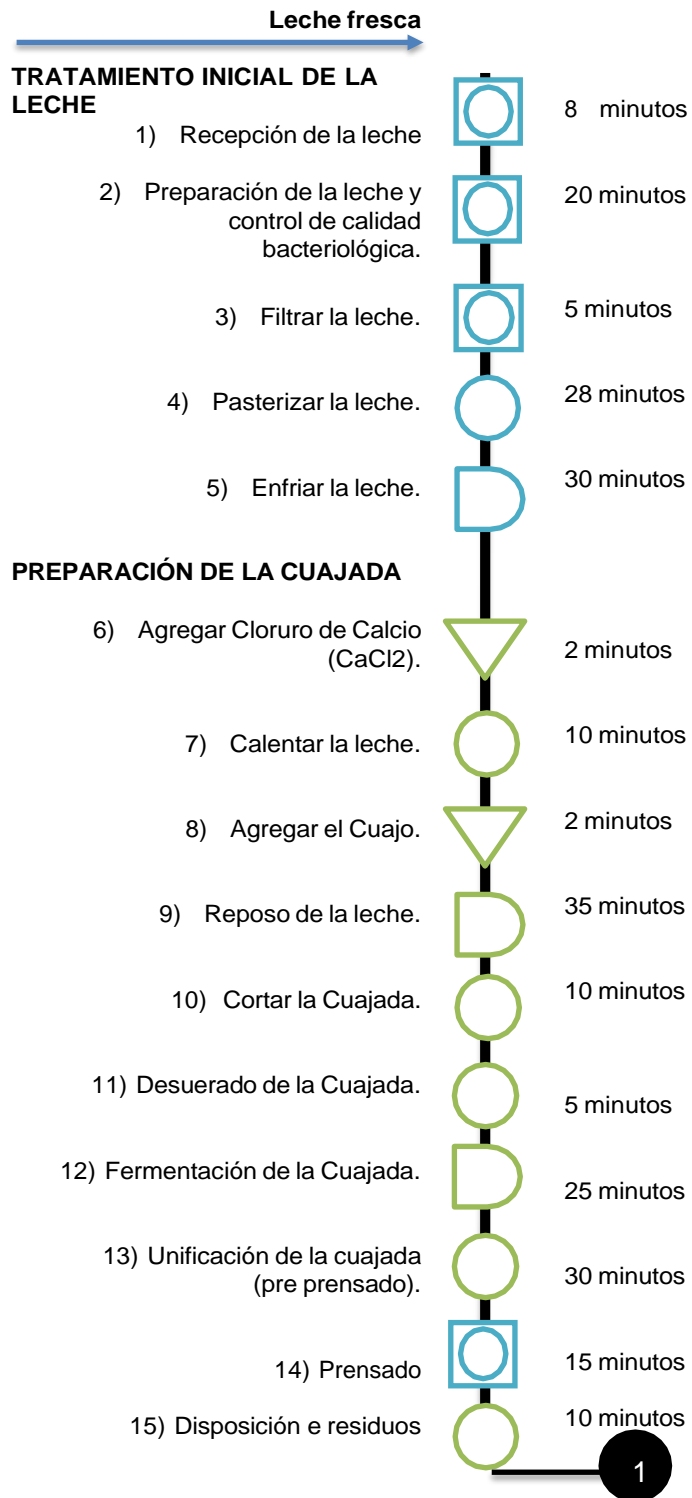 Leche fresca
TRATAMIENTO INICIAL DE LA
LECHE
1) Recepción de la leche
8 minutos
2) Preparación de la leche y
control de calidad
bacteriológica.
20 minutos
3) Filtrar la leche.
5 minutos
4) Pasterizar la leche.
28 minutos
5) Enfriar la leche.
30 minutos
PREPARACIÓN DE LA CUAJADA
6) Agregar Cloruro de Calcio
(CaCl2).
2 minutos
7) Calentar la leche.
10 minutos
8) Agregar el Cuajo.
2 minutos
9) Reposo de la leche.
35 minutos
10) Cortar la Cuajada.
10 minutos
11) Desuerado de la Cuajada.
5 minutos
12) Fermentación de la Cuajada.
25 minutos
13) Unificación de la cuajada
(pre prensado).
30 minutos
14) Prensado
15 minutos
15) Disposición e residuos
10 minutos
1